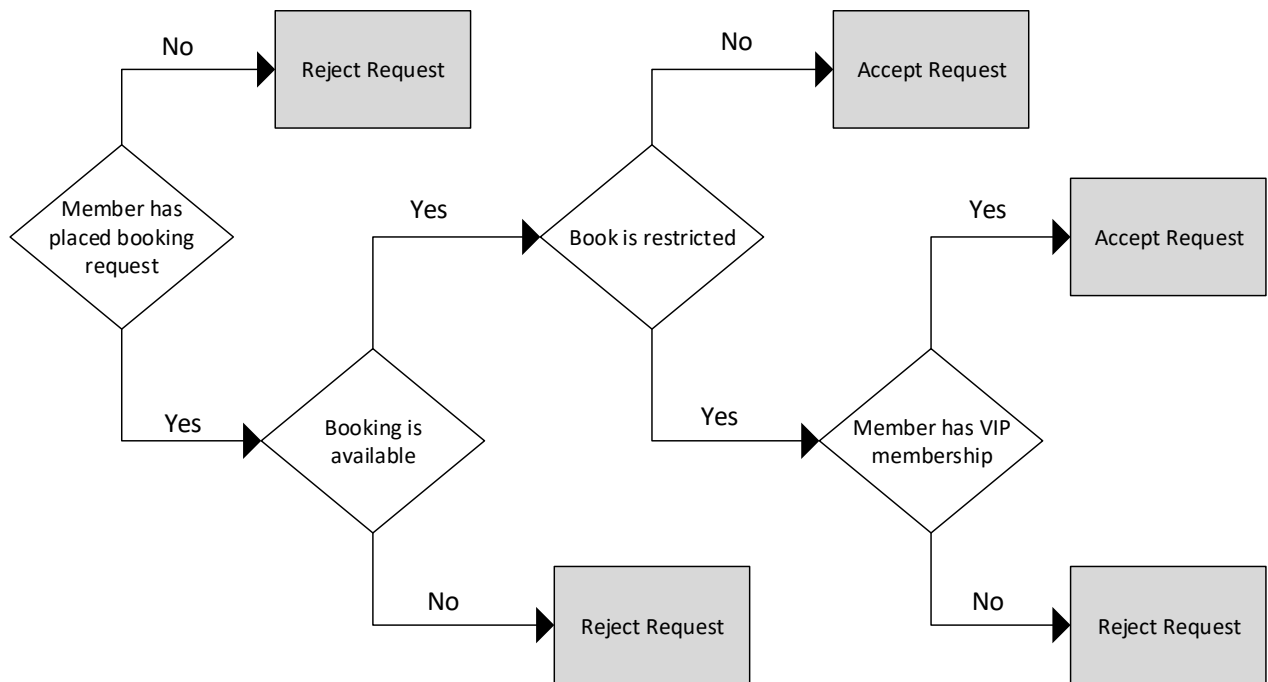 No
Reject Request
No
Accept Request
Member has
placed booking
request
Yes
Book is restricted
Yes
Accept Request
Yes
Booking is
available
Yes
Member has VIP
membership
No
Reject Request
No
Reject Request